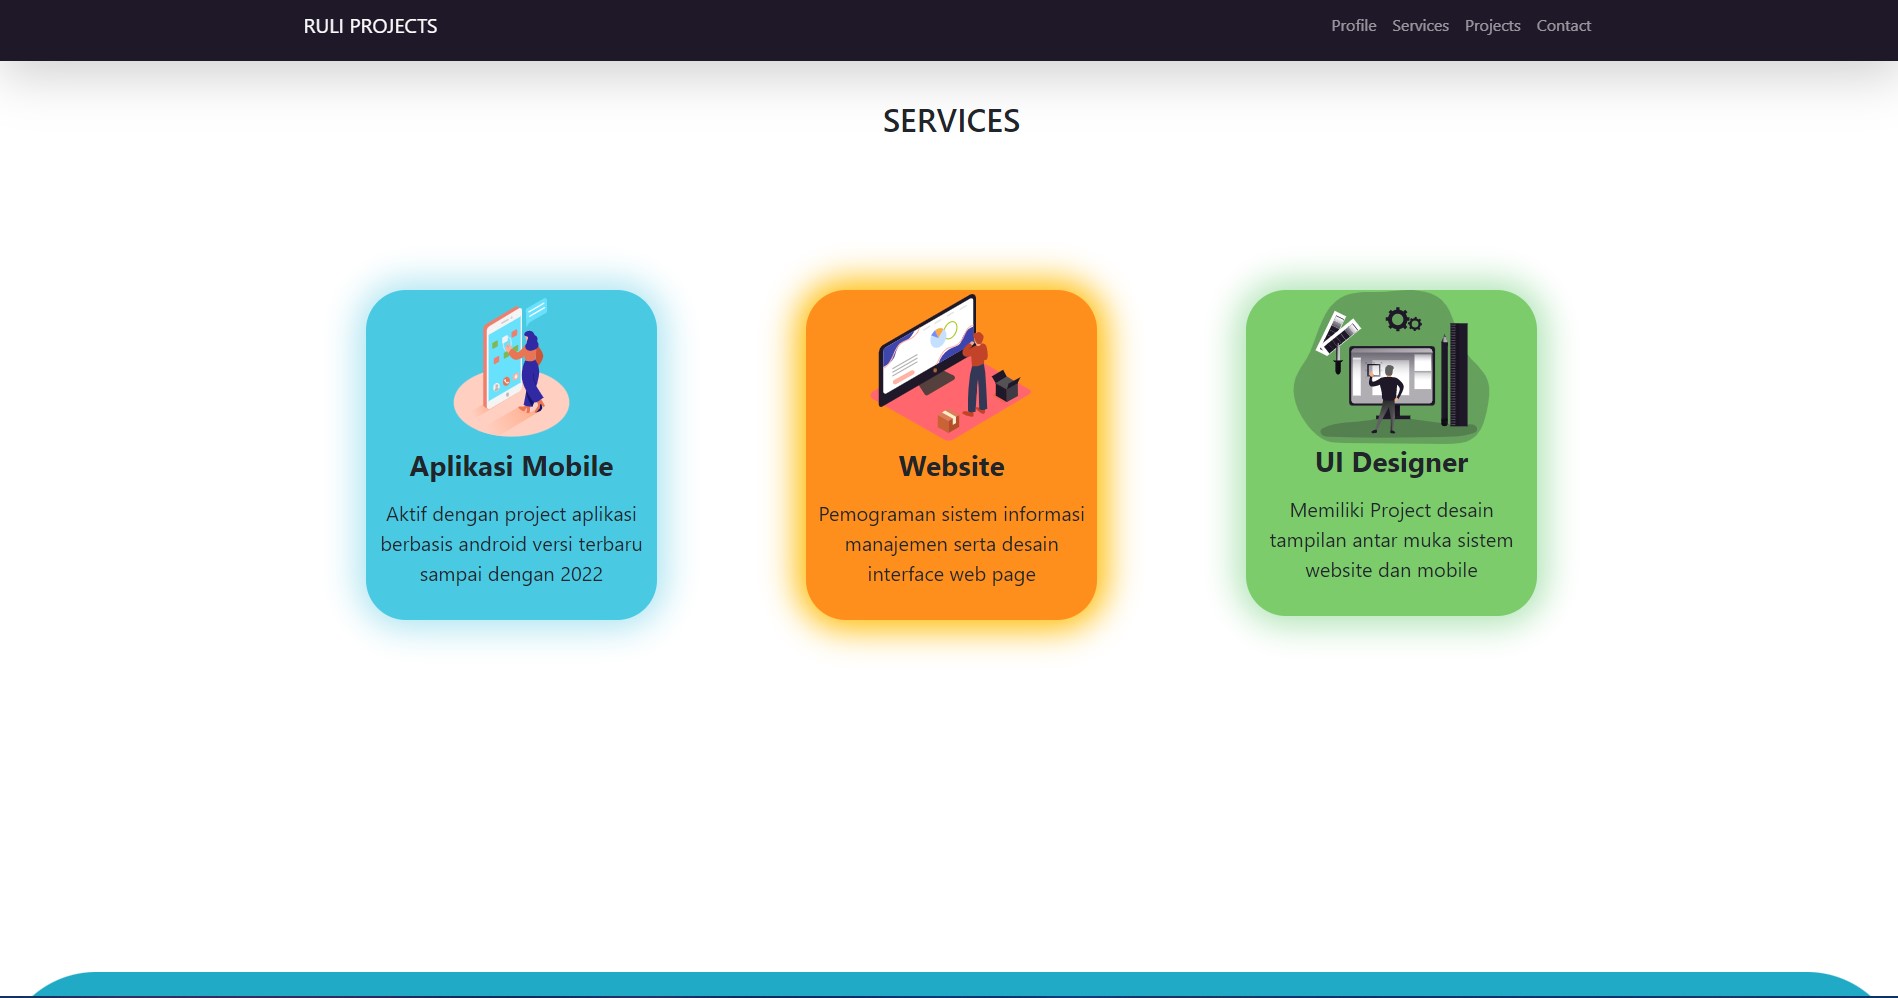 RULI PROJECTS
Profile Services Projects Contact
SERVICES
Aplikasi Mobile
Aktif dengan project aplikasi
berbasis android versi terbaru
sampai dengan 2022
Website
Pemograman sistem informasi
manajemen serta desain
interface web page
UI Designer
Memiliki Project desain
tampilan antar muka sistem
website dan mobile